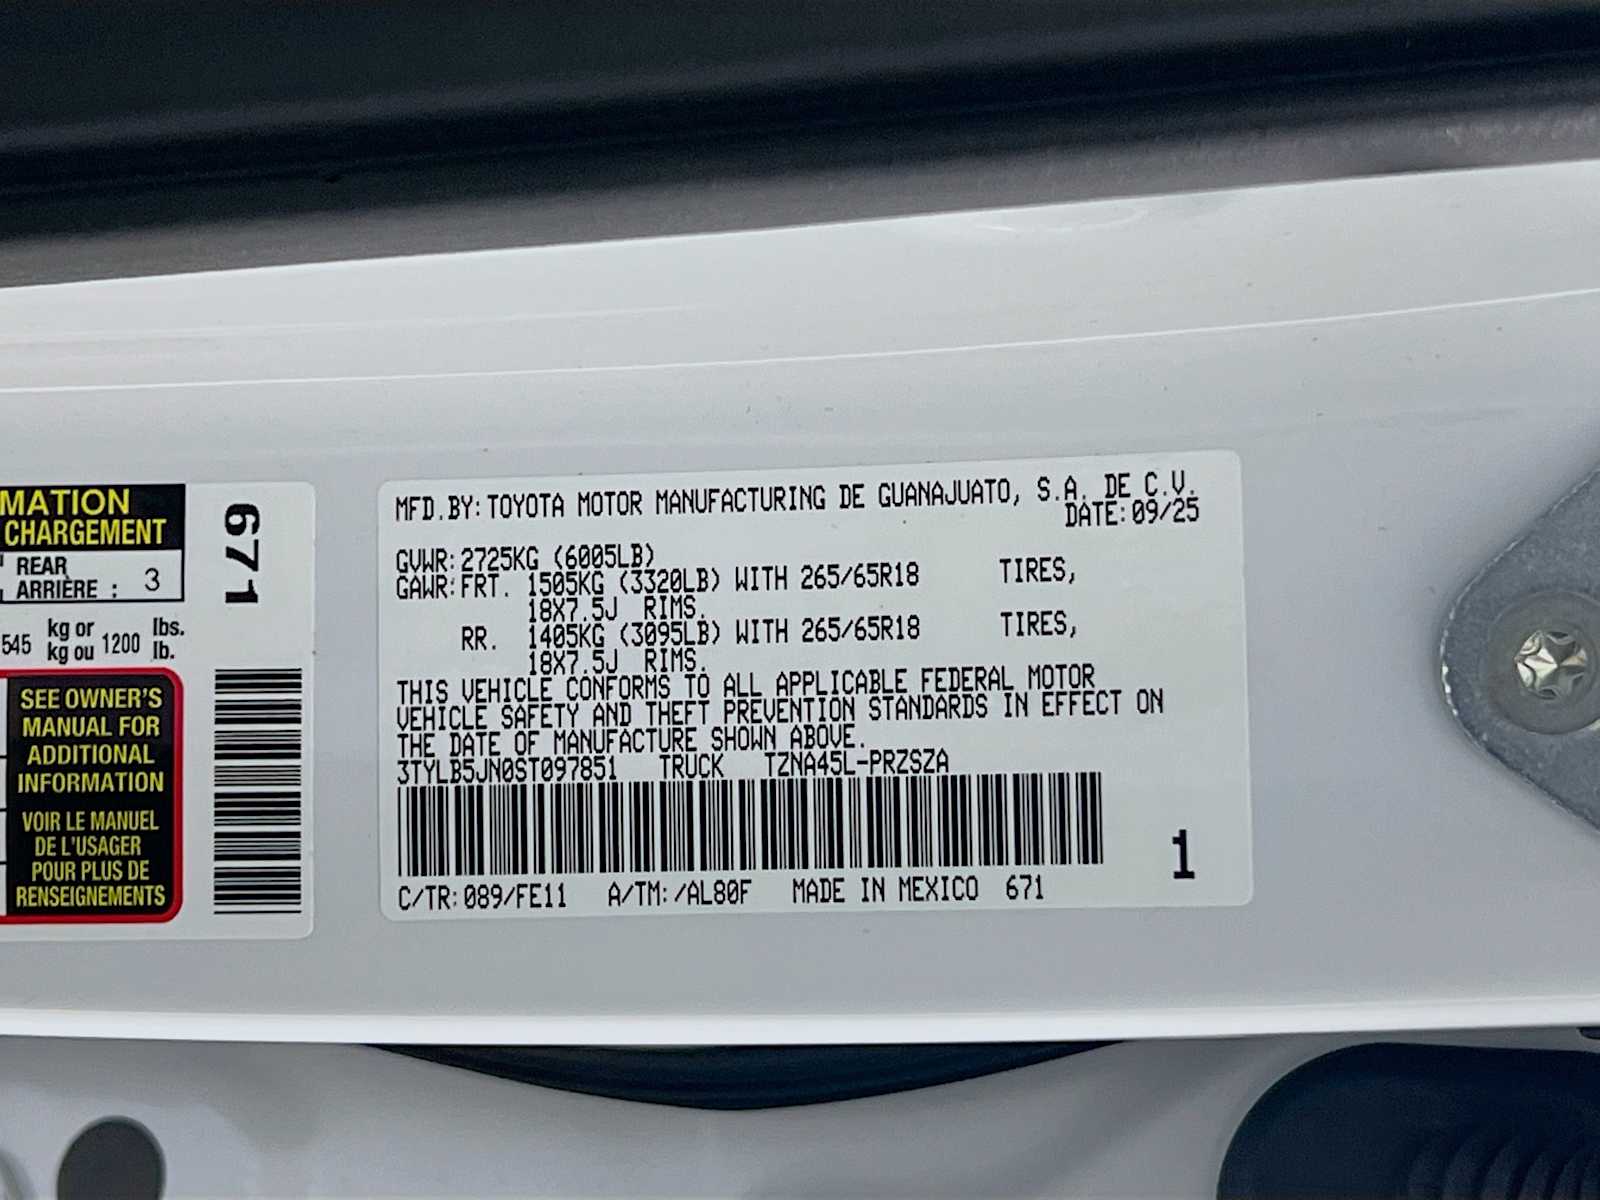 MATION
CHARGEMENT
REAR
ARRIÈRE : 3
545 kg or 1200 lbs.
kg ou lb.
SEE OWNER'S
MANUAL FOR
ADDITIONAL
INFORMATION
VOIR LE MANUEL
DE L'USAGER
POUR PLUS DE
RENSEIGNEMENTS
671
MFD.BY:TOYOTA MOTOR MANUFACTURING DE GUANAJUATO, S.A. DE C.V.
DATE:09/25
GVWR:2725KG (6005LB)
GAWR:FRT. 1505KG (3320LB) WITH 265/65R18 TIRES,
18X7.5J RIMS.
RR. 1405KG (3095LB) WITH 265/65R18 TIRES,
18X7.5J RIMS.
THIS VEHICLE CONFORMS TO ALL APPLICABLE FEDERAL MOTOR
VEHICLE SAFETY AND THEFT PREVENTION STANDARDS IN EFFECT ON
THE DATE OF MANUFACTURE SHOWN ABOVE.
3TYLB5JN0ST097851 TRUCK TZNA45L-PRZSZA
C/TR:089/FE11 A/TM:/AL80F MADE IN MEXICO 671
1